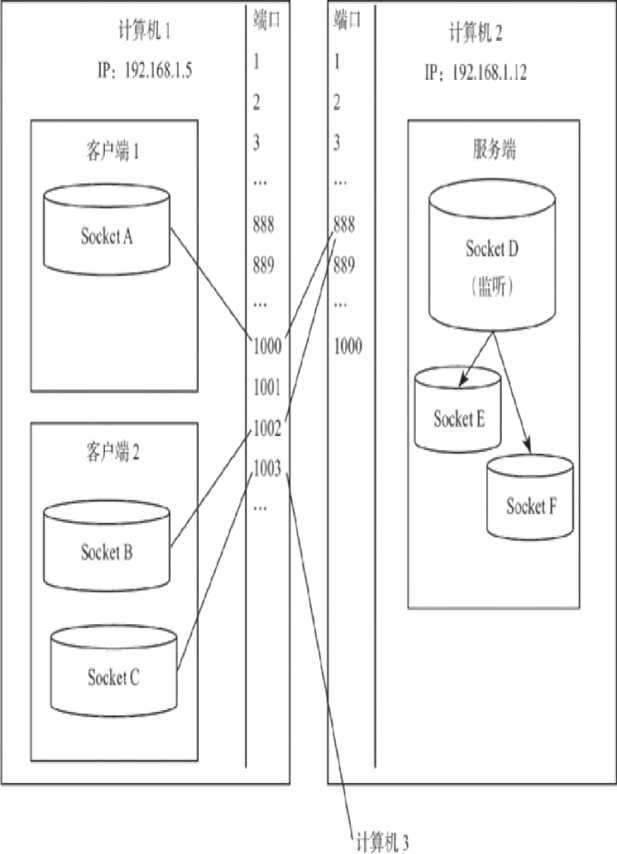 计算机 1
IP：192.168.1.5
客户端 1
Socket A
客户端 2
Socket B
Socket C
端口
1
2
3
…
888
889
…
1000
1001
1002
1003
…
端口
1
2
3
…
888
889
…
1000
计算机 2
IP：192.168.1.12
服务端
Socket D
（监听）
Socket E
Socket F
计算机 3